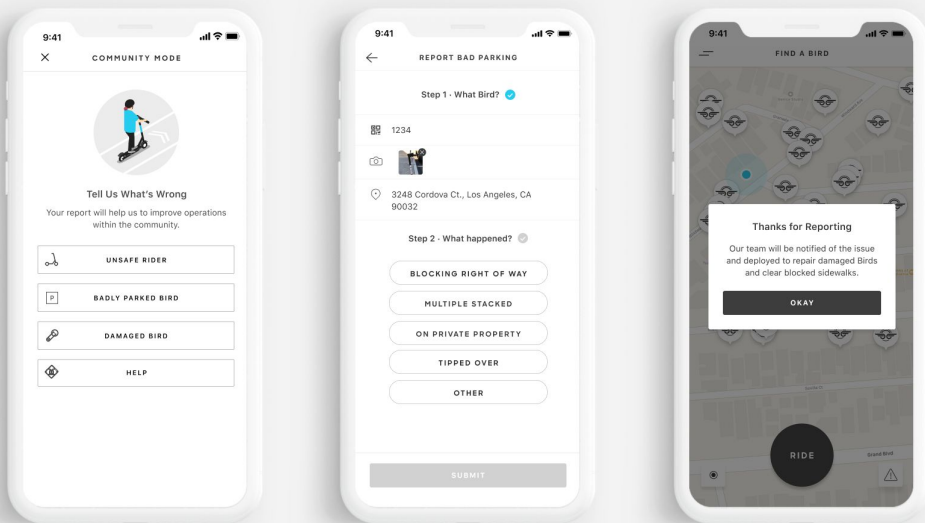 9:41
COMMUNITY MODE
Tell Us What's Wrong
Your report will help us to improve operations
within the community.
UNSAFE RIDER
P
BADLY PARKED BIRD
DAMAGED BIRD
HELP
9:41
REPORT BAD PARKING
Step 1 · What Bird?
1234
3248 Cordova Ct., Los Angeles, CA
90032
Step 2 · What happened?
BLOCKING RIGHT OF WAY
MULTIPLE STACKED
ON PRIVATE PROPERTY
TIPPED OVER
OTHER
SUBMIT
9:41
FIND A BIRD
Thanks for Reporting
Our team will be notified of the issue
and deployed to repair damaged Birds
and clear blocked sidewalks.
OKAY
RIDE
Grand Blvd